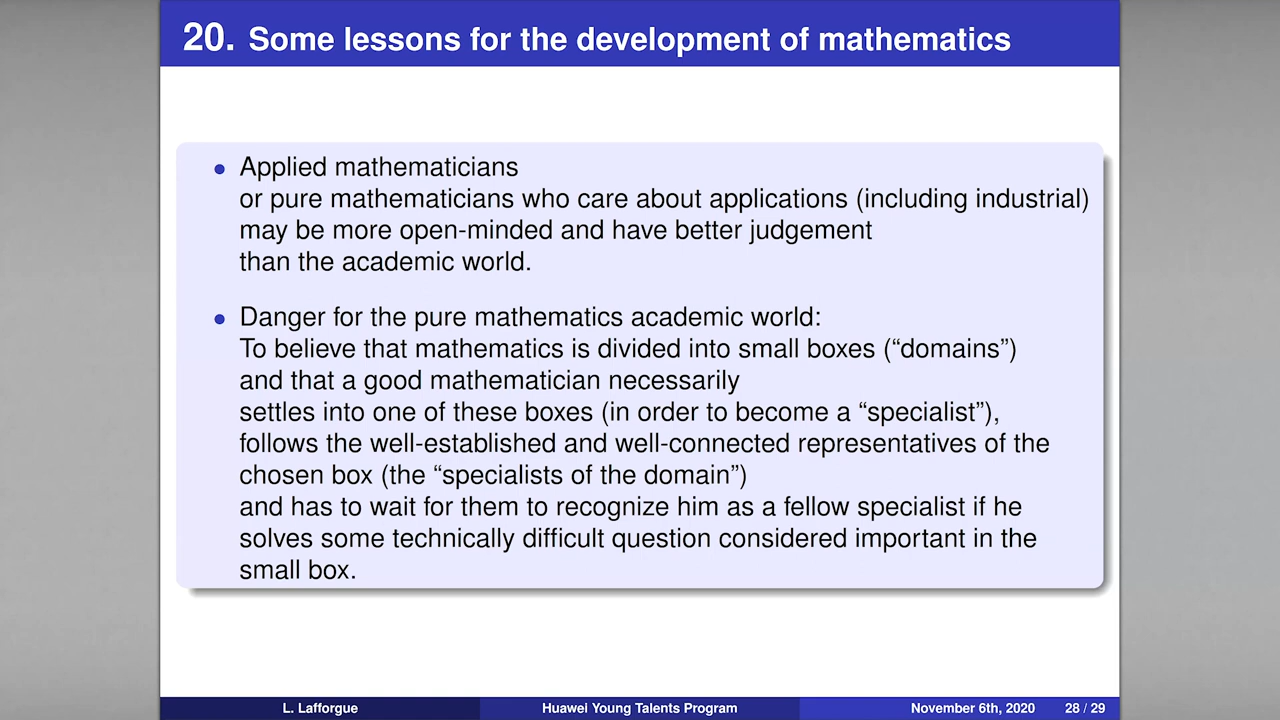 20. Some lessons for the development of mathematics
• Applied mathematicians
or pure mathematicians who care about applications (including industrial)
may be more open-minded and have better judgement
than the academic world.
• Danger for the pure mathematics academic world:
To believe that mathematics is divided into small boxes (“domains”)
and that a good mathematician necessarily
settles into one of these boxes (in order to become a “specialist”),
follows the well-established and well-connected representatives of the
chosen box (the “specialists of the domain”)
and has to wait for them to recognize him as a fellow specialist if he
solves some technically difficult question considered important in the
small box.
L. Lafforgue Huawei Young Talents Program November 6th, 2020 28 / 29